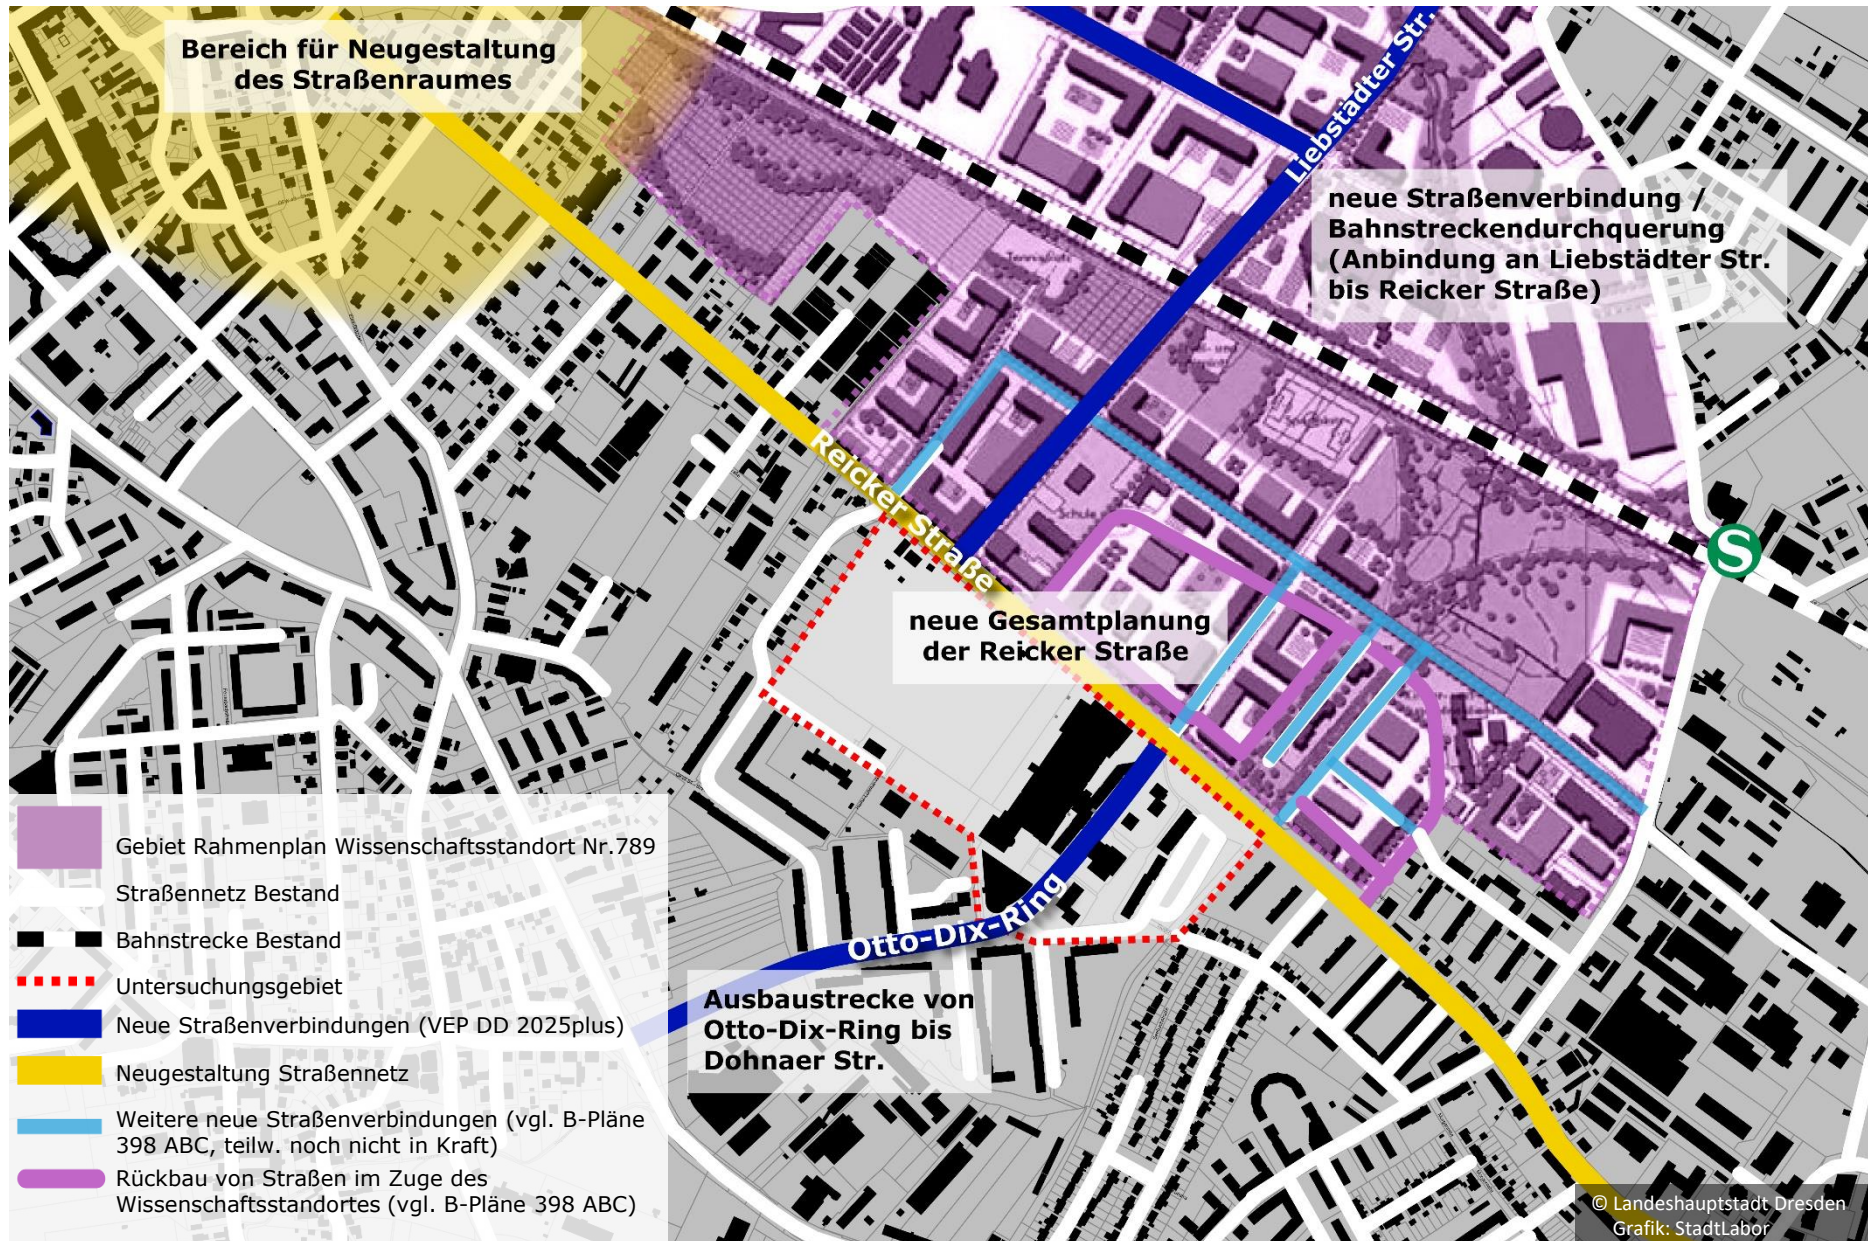 Bereich für Neugestaltung
des Straßenraumes
Liebstädter Str.
neue Straßenverbindung /
Bahnstreckendurchquerung
(Anbindung an Liebstädter Str.
bis Reicker Straße)
Reicker Straße
Schule
S
neue Gesamtplanung
der Reicker Straße
Otto-Dix-Ring
Ausbaustrecke von
Otto-Dix-Ring bis
Dohnaer Str.
Gebiet Rahmenplan Wissenschaftsstandort Nr.789
Straßennetz Bestand
Bahnstrecke Bestand
Untersuchungsgebiet
Neue Straßenverbindungen (VEP DD 2025plus)
Neugestaltung Straßennetz
Weitere neue Straßenverbindungen (vgl. B-Pläne
398 ABC, teilw. noch nicht in Kraft)
Rückbau von Straßen im Zuge des
Wissenschaftsstandortes (vgl. B-Pläne 398 ABC)
© Landeshauptstadt Dresden
Grafik: StadtLabor